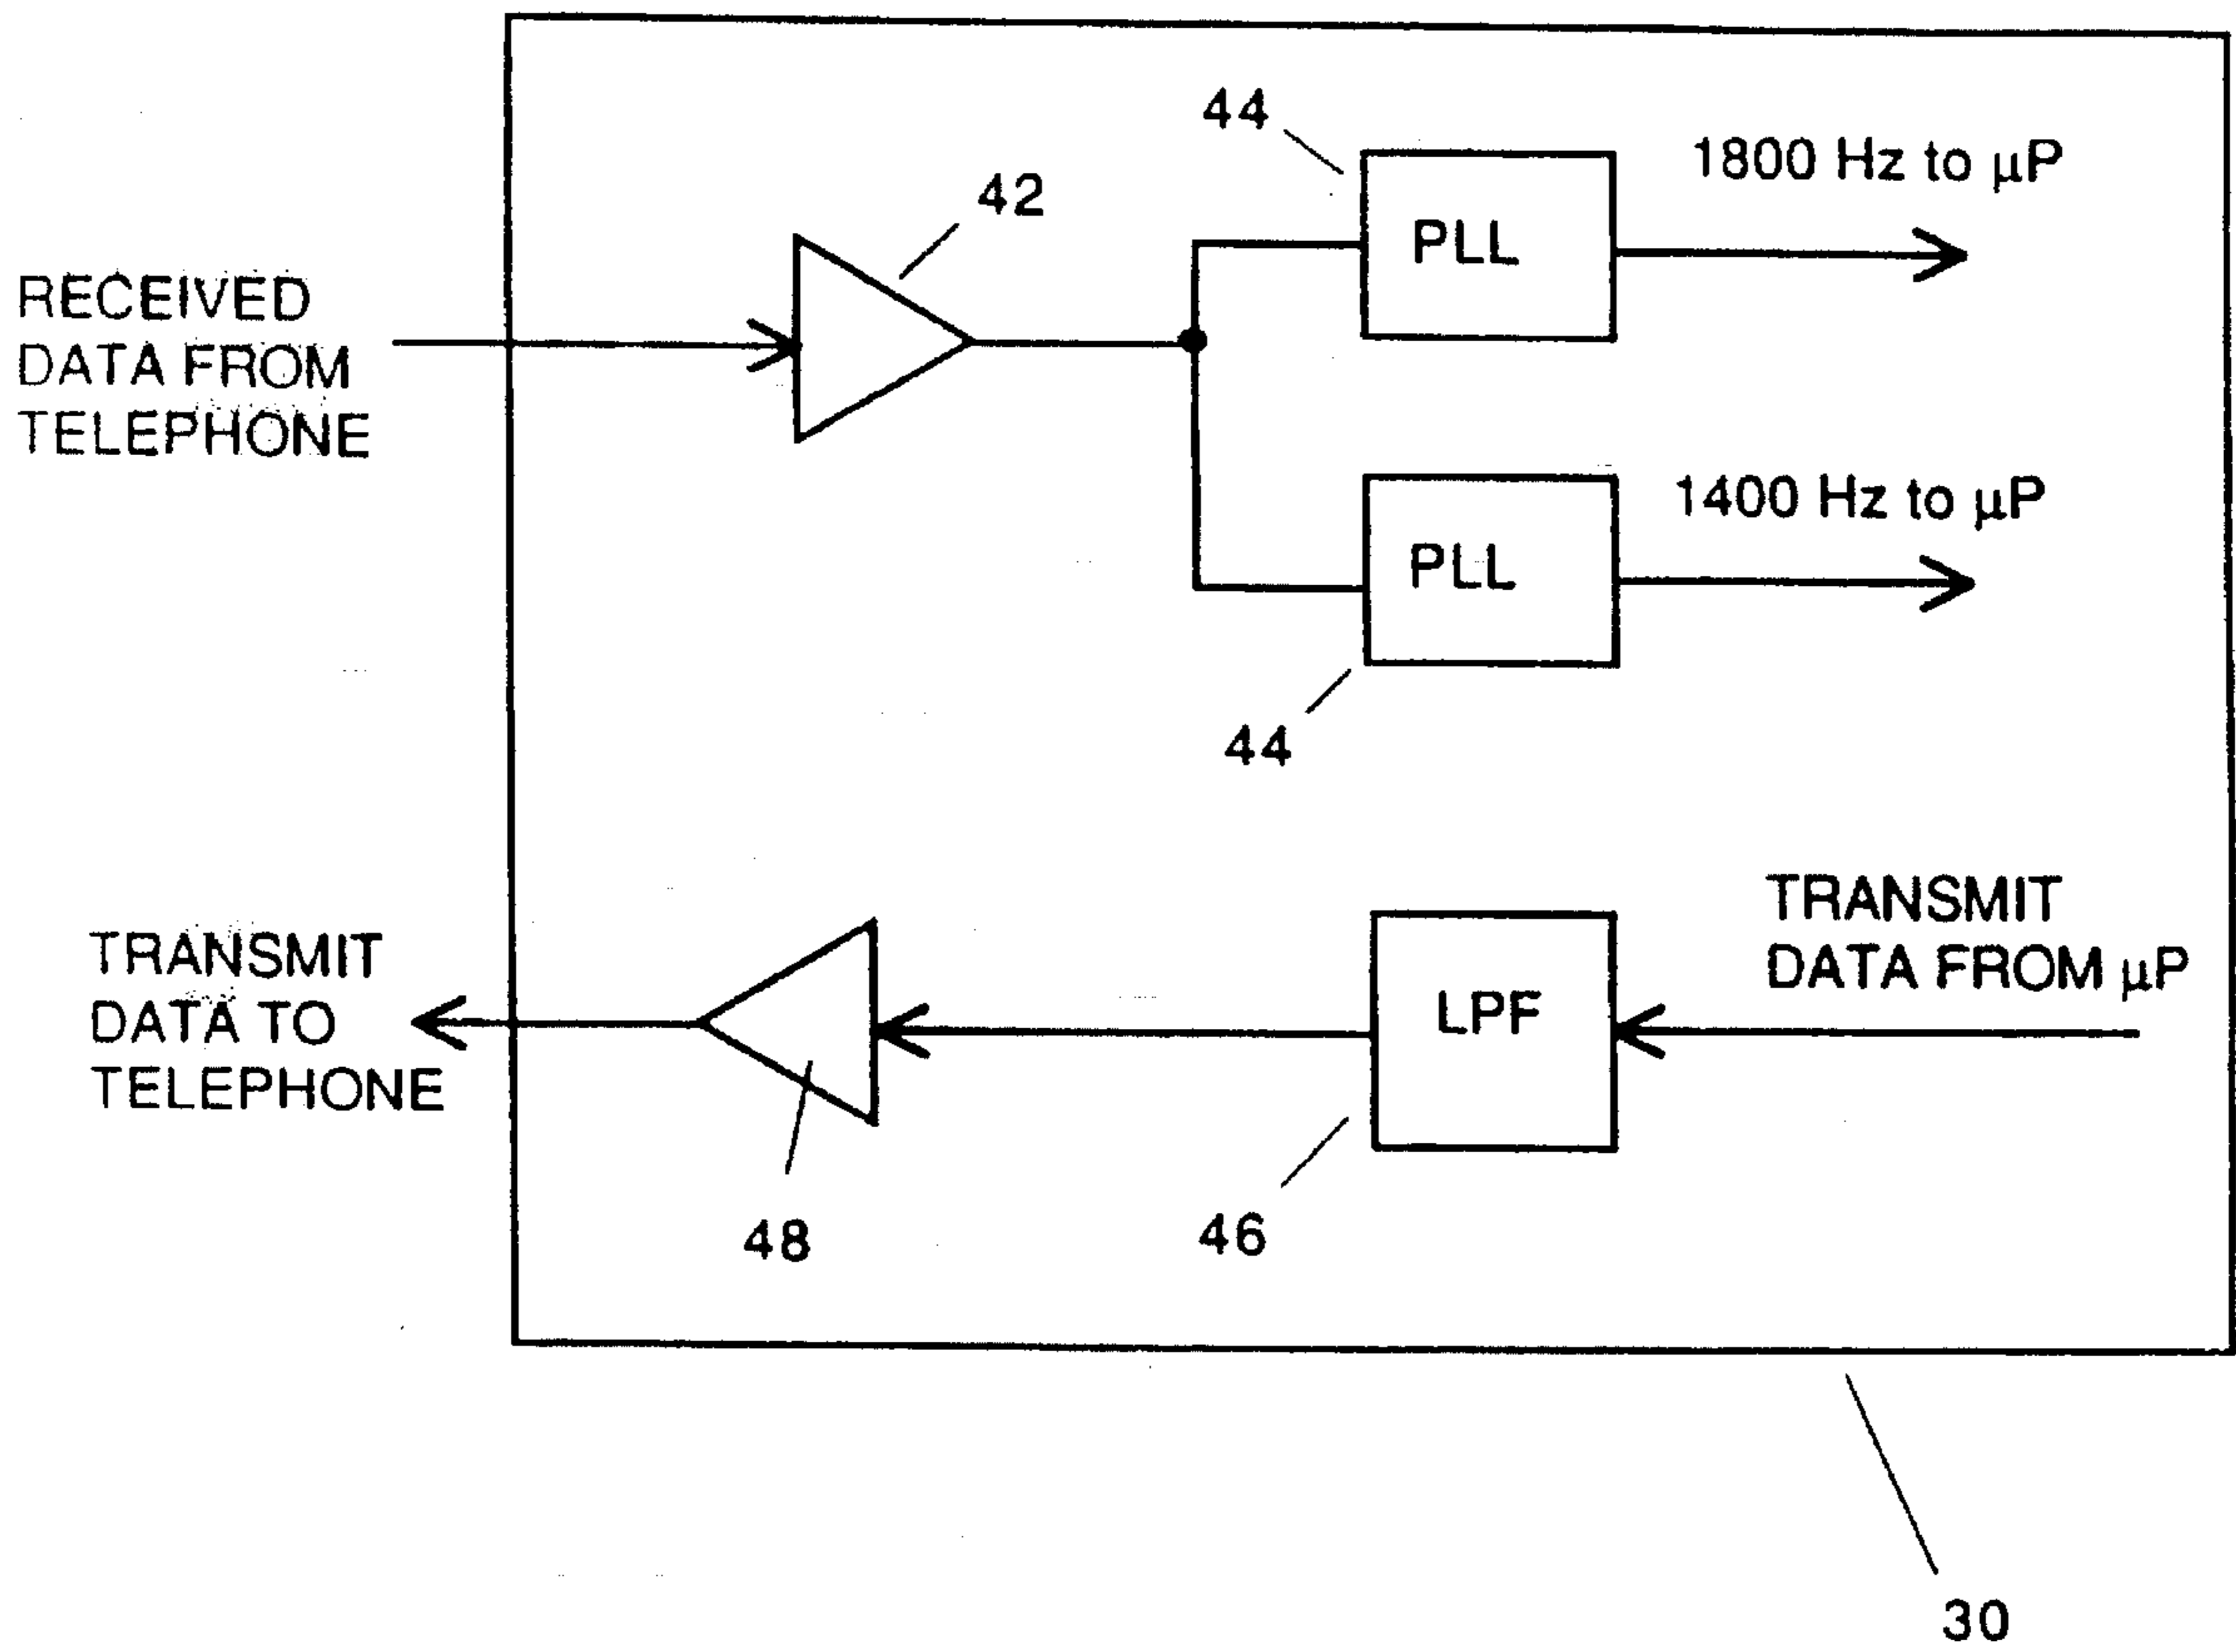 44
1800 Hz to µP
42
PLL
RECEIVED
DATA FROM
TELEPHONE
1400 Hz to µP
PLL
44
TRANSMIT
DATA FROM µP
TRANSMIT
DATA TO
TELEPHONE
LPF
48
46
30